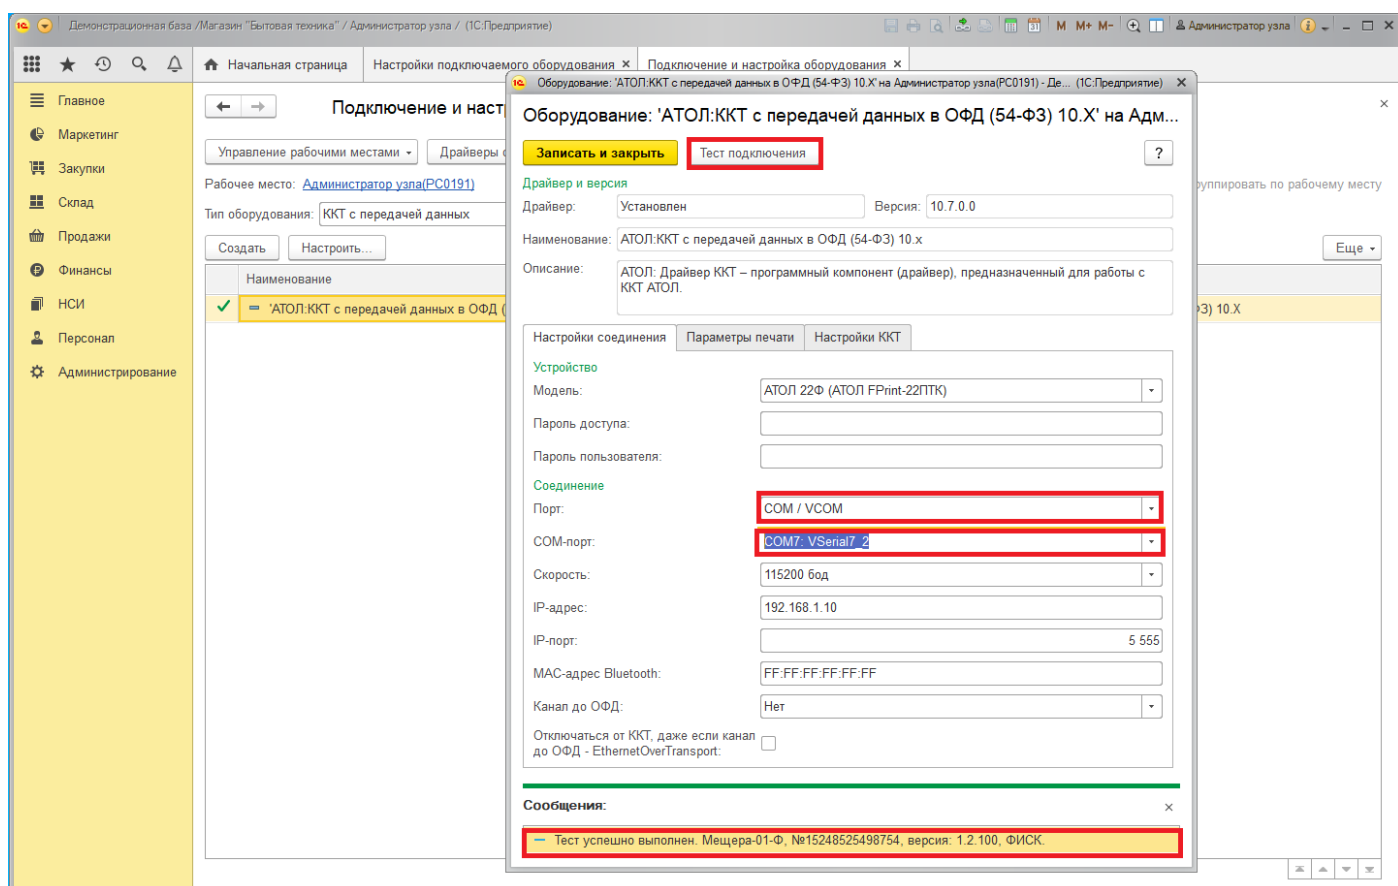 Демонстрационная база /Магазин "Бытовая техника" / Администратор узла / (1С:Предприятие)
M M+ M- Администратор узла
Начальная страница
Настройки подключаемого оборудования ×
Подключение и настройка оборудования ×
Главное
Маркетинг
Закупки
Склад
Продажи
Финансы
НСИ
Персонал
Администрирование
Подключение и наст
Управление рабочими местами
Драйверы
Рабочее место: Администратор узла(PC0191)
руппировать по рабочему месту
Тип оборудования: ККТ с передачей данных
Создать
Настроить...
Еще
Наименование
'АТОЛ:ККТ с передачей данных в ОФД (
ФЗ) 10.X
Оборудование: 'АТОЛ:ККТ с передачей данных в ОФД (54-ФЗ) 10.X' на Администратор узла(PC0191) - Де... (1С:Предприятие)
Оборудование: 'АТОЛ:ККТ с передачей данных в ОФД (54-ФЗ) 10.X' на Адм...
Записать и закрыть
Тест подключения
?
Драйвер и версия
Драйвер: Установлен
Версия: 10.7.0.0
Наименование: АТОЛ:ККТ с передачей данных в ОФД (54-ФЗ) 10.x
Описание: АТОЛ: Драйвер ККТ – программный компонент (драйвер), предназначенный для работы с
ККТ АТОЛ.
Настройки соединения
Параметры печати
Настройки ККТ
Устройство
Модель: АТОЛ 22Ф (АТОЛ FPrint-22ПТК)
Пароль доступа:
Пароль пользователя:
Соединение
Порт: COM / VCOM
COM-порт: COM7: VSerial7_2
Скорость: 115200 бод
IP-адрес: 192.168.1.10
IP-порт: 5 555
MAC-адрес Bluetooth: FF:FF:FF:FF:FF:FF
Канал до ОФД: Нет
Отключаться от ККТ, даже если канал
до ОФД - EthernetOverTransport:
Сообщения:
Тест успешно выполнен. Мещера-01-Ф, №15248525498754, версия: 1.2.100, ФИСК.